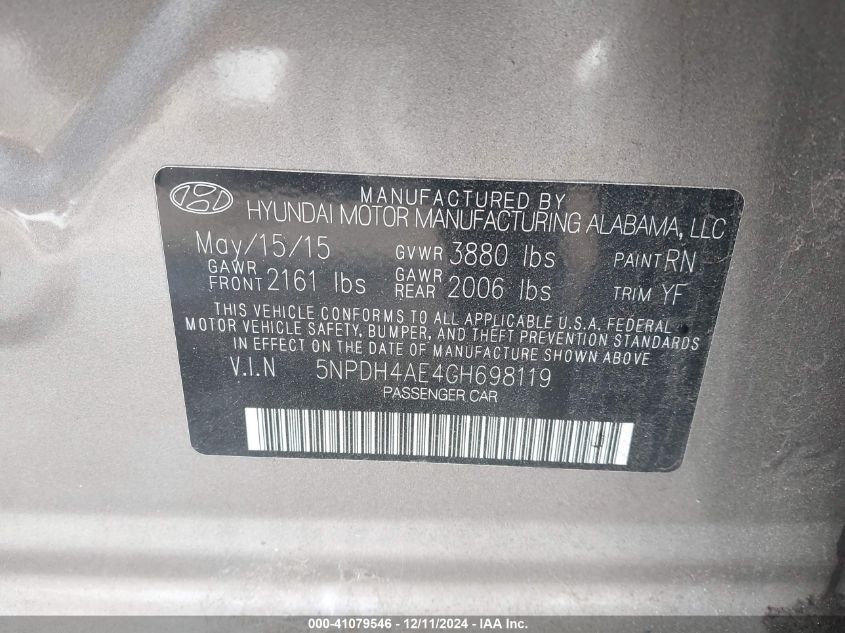 MANUFACTURED BY
HYUNDAI MOTOR MANUFACTURING ALABAMA, LLC
May/15/15 GVWR 3880 lbs PAINT RN
GAWR FRONT 2161 lbs GAWR REAR 2006 lbs TRIM YF
THIS VEHICLE CONFORMS TO ALL APPLICABLE U.S.A. FEDERAL
MOTOR VEHICLE SAFETY, BUMPER, AND THEFT PREVENTION STANDARDS
IN EFFECT ON THE DATE OF MANUFACTURE SHOWN ABOVE
V.I.N 5NPDH4AE4GH698119
PASSENGER CAR
000-41079546 - 12/11/2024 - IAA Inc.